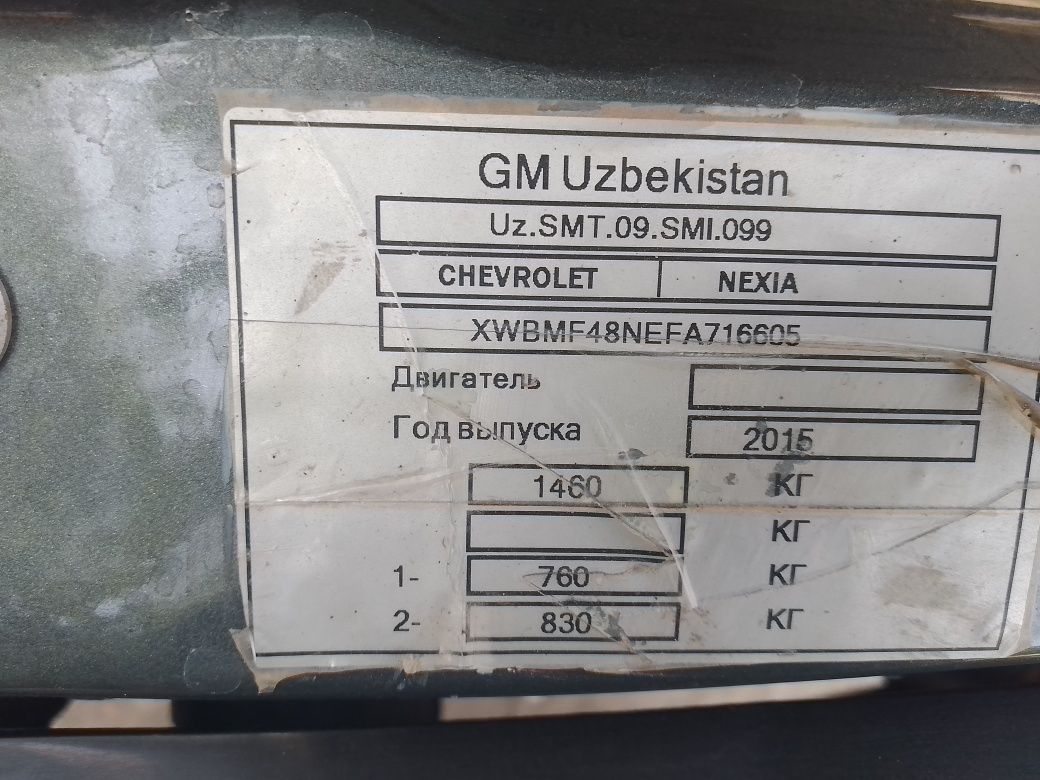 GM Uzbekistan
Uz.SMT.09.SMI.099
CHEVROLET NEXIA
XWBMF48NEFA716605
Двигатель
Год выпуска 2015
1460 КГ
КГ
1- 760 КГ
2- 830 КГ